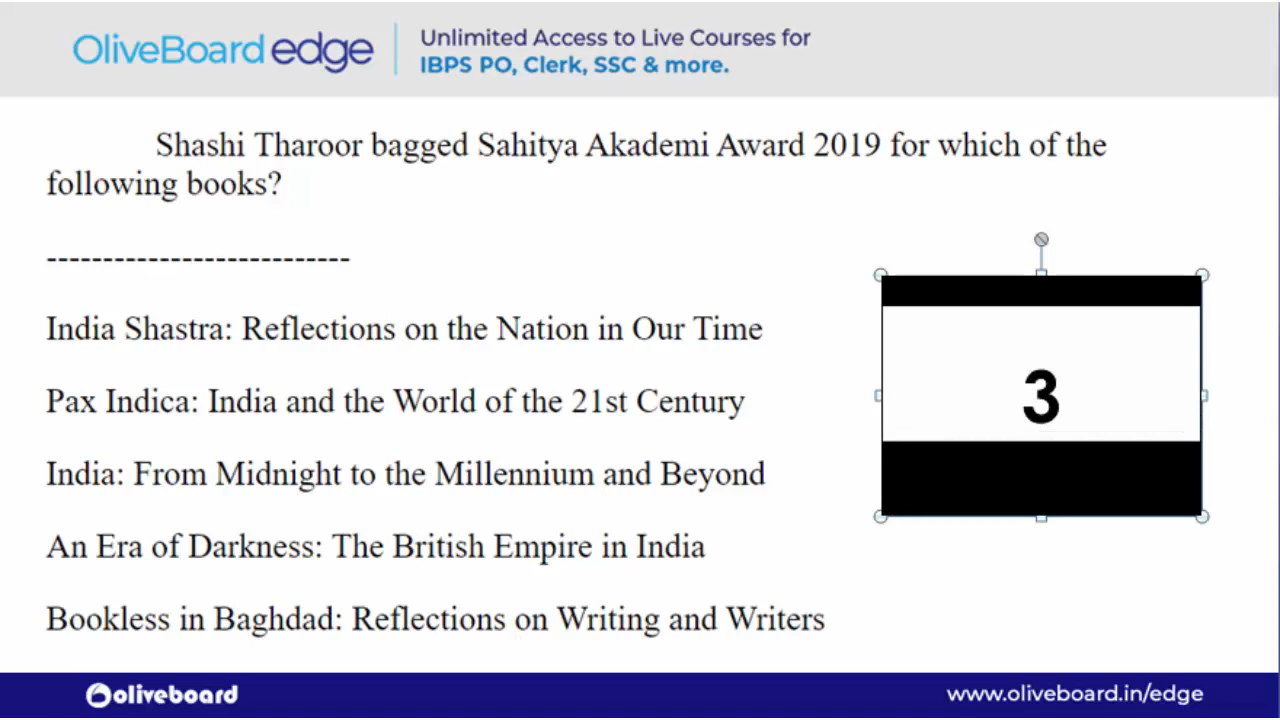 OliveBoard edge
Unlimited Access to Live Courses for
IBPS PO, Clerk, SSC & more.
Shashi Tharoor bagged Sahitya Akademi Award 2019 for which of the
following books?
---------------------------
India Shastra: Reflections on the Nation in Our Time
Pax Indica: India and the World of the 21st Century
India: From Midnight to the Millennium and Beyond
An Era of Darkness: The British Empire in India
Bookless in Baghdad: Reflections on Writing and Writers
3
oliveboard
www.oliveboard.in/edge